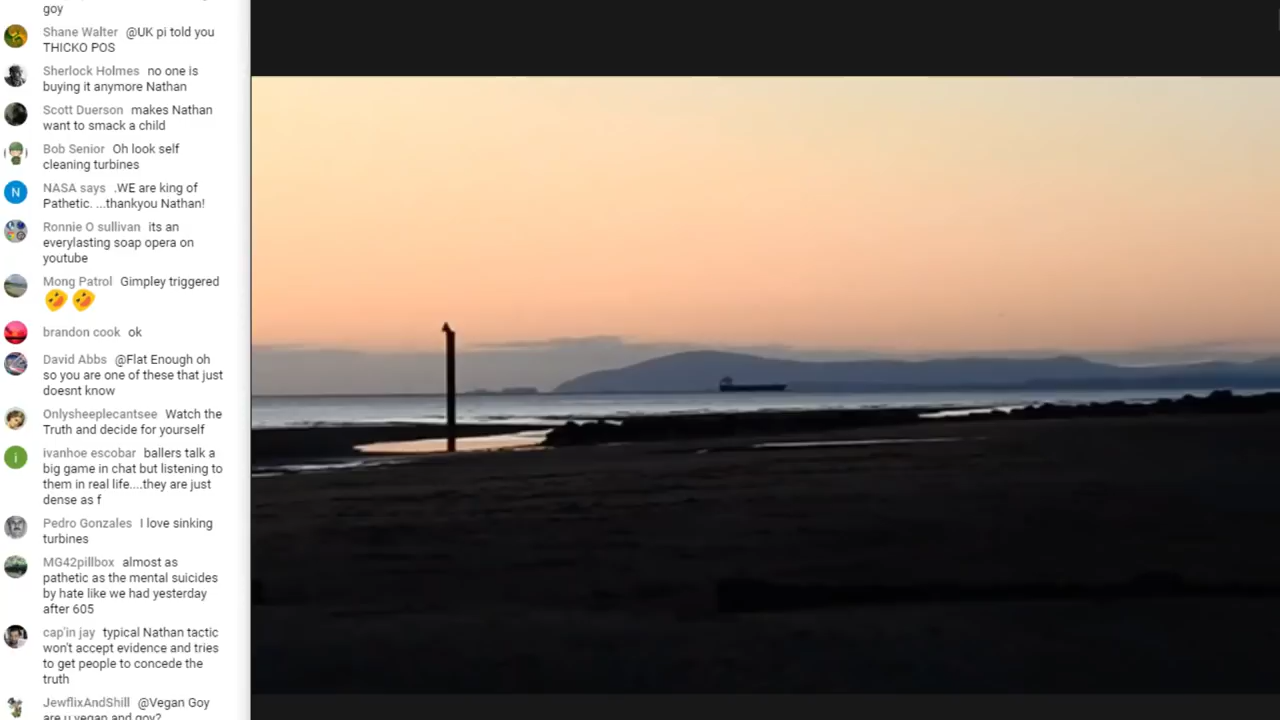 goy
Shane Walter @UK pi told you
THICKO POS
Sherlock Holmes no one is
buying it anymore Nathan
Scott Duerson makes Nathan
want to smack a child
Bob Senior Oh look self
cleaning turbines
N
NASA says .WE are king of
Pathetic. ...thankyou Nathan!
Ronnie O sullivan its an
everylasting soap opera on
youtube
Mong Patrol Gimpley triggered
brandon cook ok
David Abbs @Flat Enough oh
so you are one of these that just
doesnt know
Onlysheeplecantsee Watch the
Truth and decide for yourself
i
ivanhoe escobar ballers talk a
big game in chat but listening to
them in real life....they are just
dense as f
Pedro Gonzales I love sinking
turbines
MG42pillbox almost as
pathetic as the mental suicides
by hate like we had yesterday
after 605
cap'in jay typical Nathan tactic
won't accept evidence and tries
to get people to concede the
truth
JewflixAndShill @Vegan Goy
are u vegan and goy?